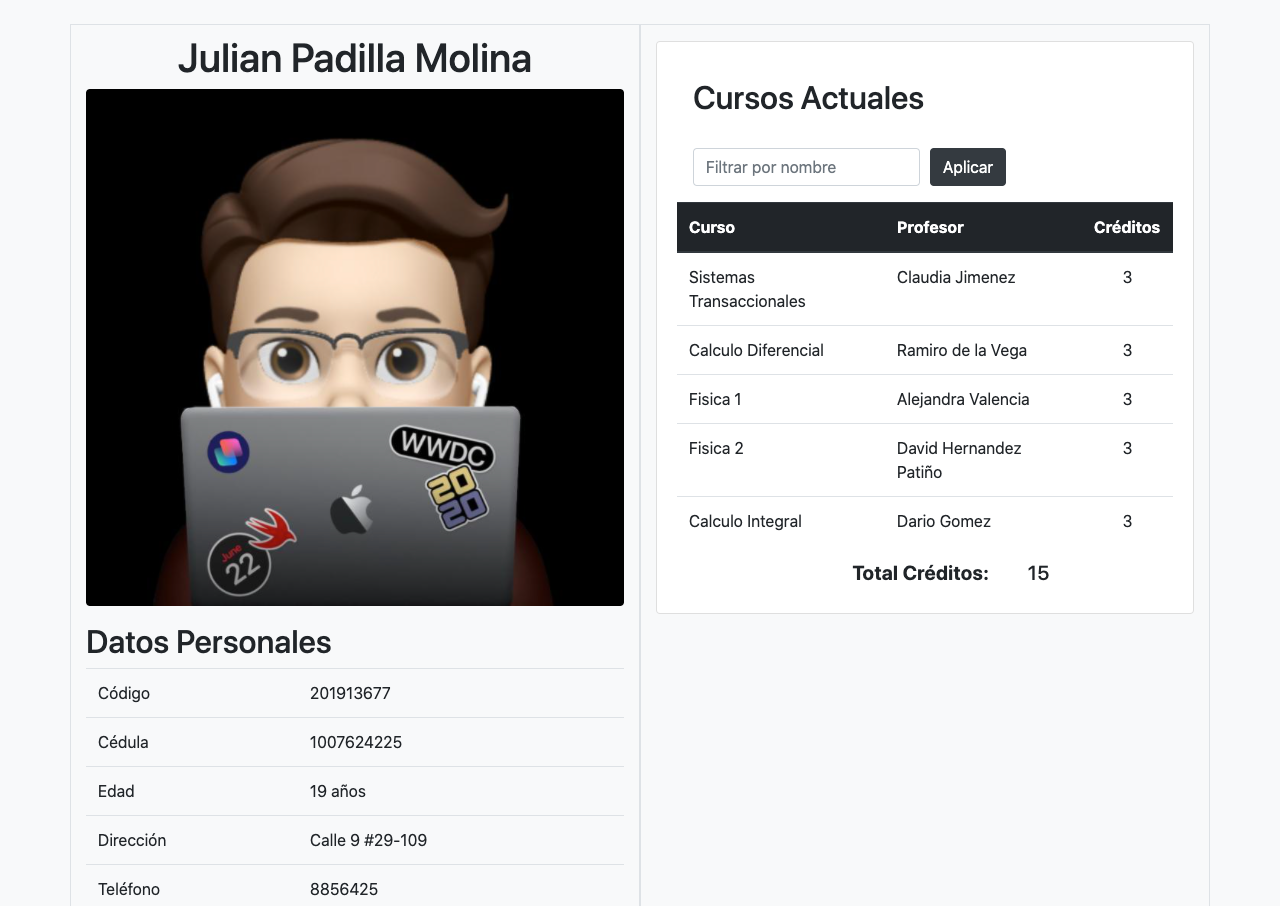 Julian Padilla Molina
WWDC
20
20
June
22
Datos Personales
Código 201913677
Cédula 1007624225
Edad 19 años
Dirección Calle 9 #29-109
Teléfono 8856425
Cursos Actuales
Filtrar por nombre Aplicar
Curso Profesor Créditos
Sistemas Claudia Jimenez 3
Transaccionales
Calculo Diferencial Ramiro de la Vega 3
Fisica 1 Alejandra Valencia 3
Fisica 2 David Hernandez 3
Patiño
Calculo Integral Dario Gomez 3
Total Créditos: 15